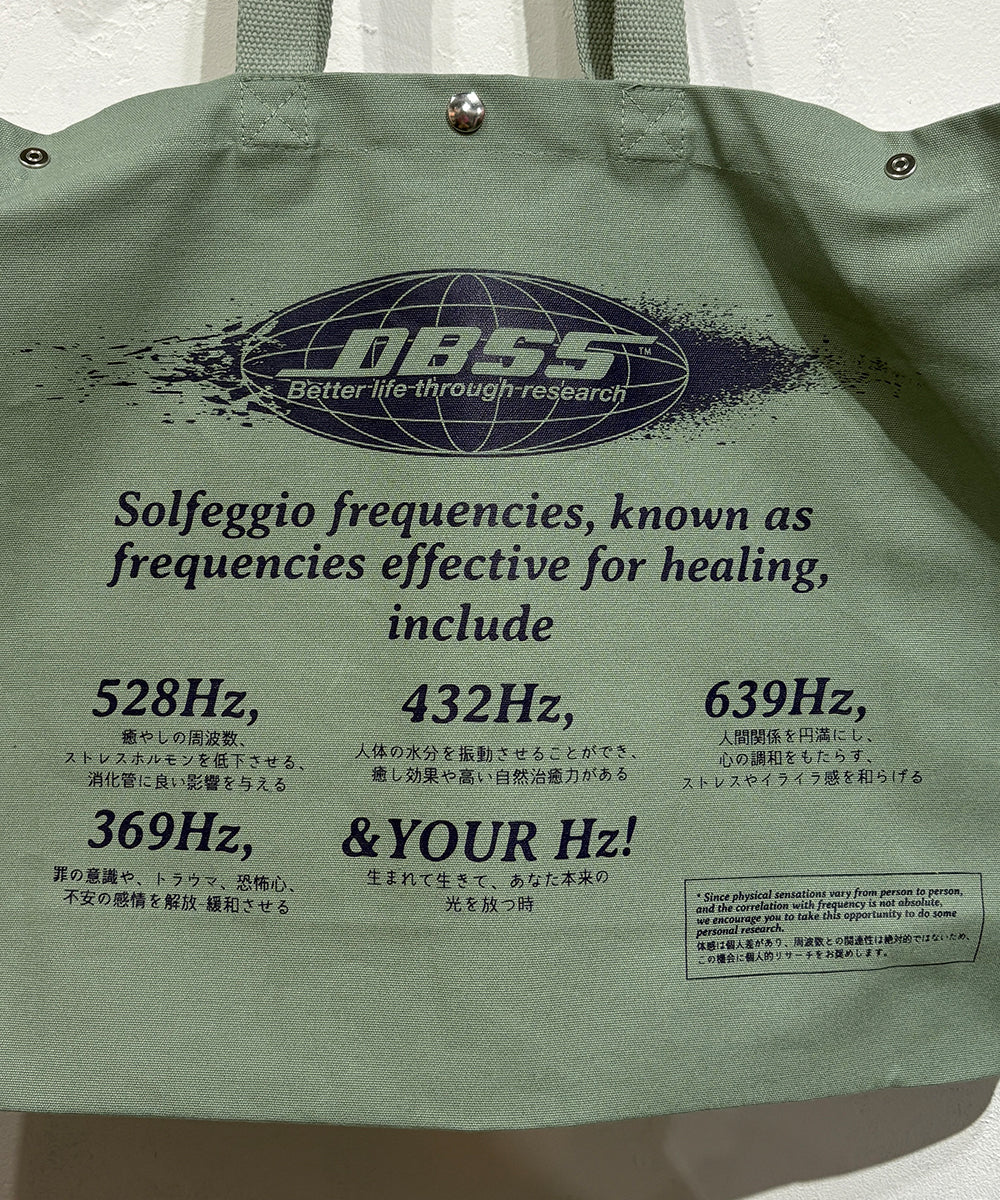 DBSS™
Better life through research
Solfeggio frequencies, known as
frequencies effective for healing,
include
528Hz,
癒やしの周波数、
ストレスホルモンを低下させる、
消化管に良い影響を与える
432Hz,
人体の水分を振動させることができ、
癒し効果や高い自然治癒力がある
639Hz,
人間関係を円満にし、
心の調和をもたらす、
ストレスやイライラ感を和らげる
369Hz,
罪の意識や、トラウマ、恐怖心、
不安の感情を解放・緩和させる
&YOUR Hz!
生まれて生きて、あなた本来の
光を放つ時
* Since physical sensations vary from person to person,
and the correlation with frequency is not absolute,
we encourage you to take this opportunity to do some
personal research.
体感は個人差があり、周波数との関連性は絶対的ではないため、
この機会に個人的リサーチをお奨めします。